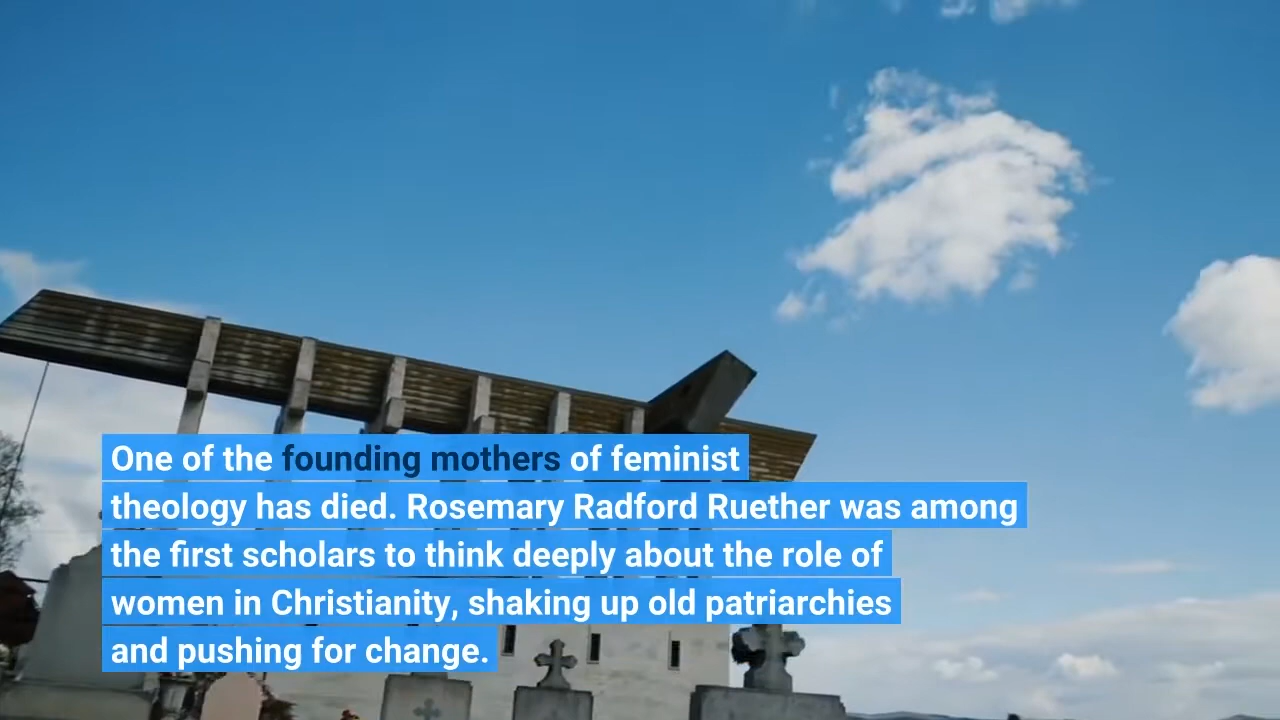 One of the founding mothers of feminist
theology has died. Rosemary Radford Ruether was among
the first scholars to think deeply about the role of
women in Christianity, shaking up old patriarchies
and pushing for change.